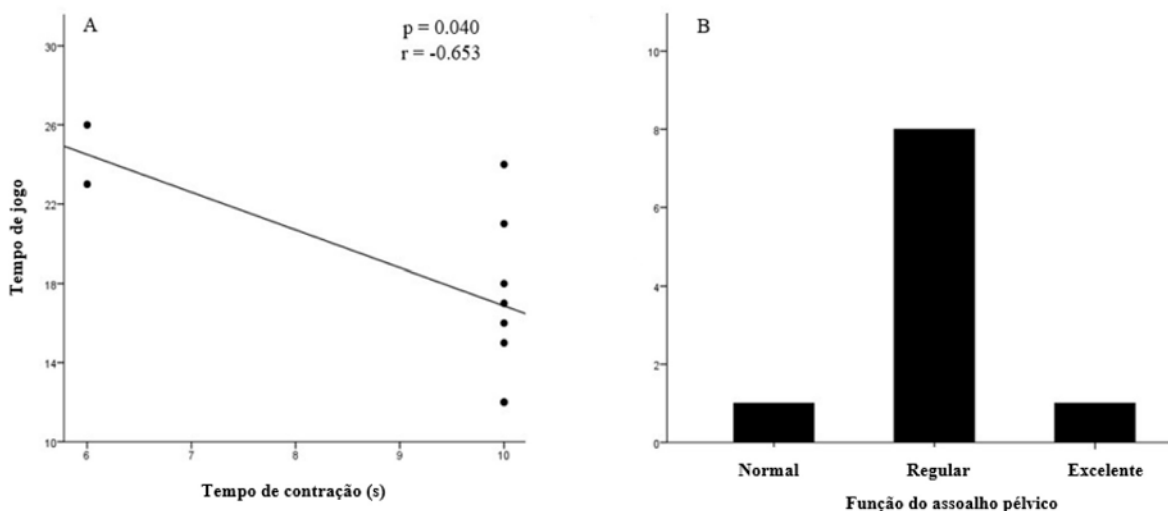 A
p = 0.040
r = -0.653
Tempo de jogo
30
26
22
18
14
10
6
7
8
9
10
Tempo de contração (s)
B
10
8
6
4
2
0
Normal
Regular
Excelente
Função do assoalho pélvico